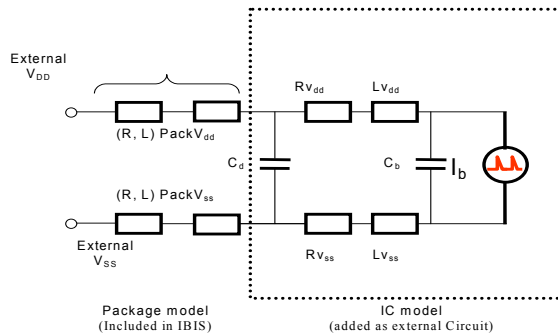 External
VDD
Rvdd
Lvdd
(R, L) PackVdd
Cd
Cb
Ib
(R, L) PackVss
External
VSS
Rvss
Lvss
Package model
(Included in IBIS)
IC model
(added as external Circuit)